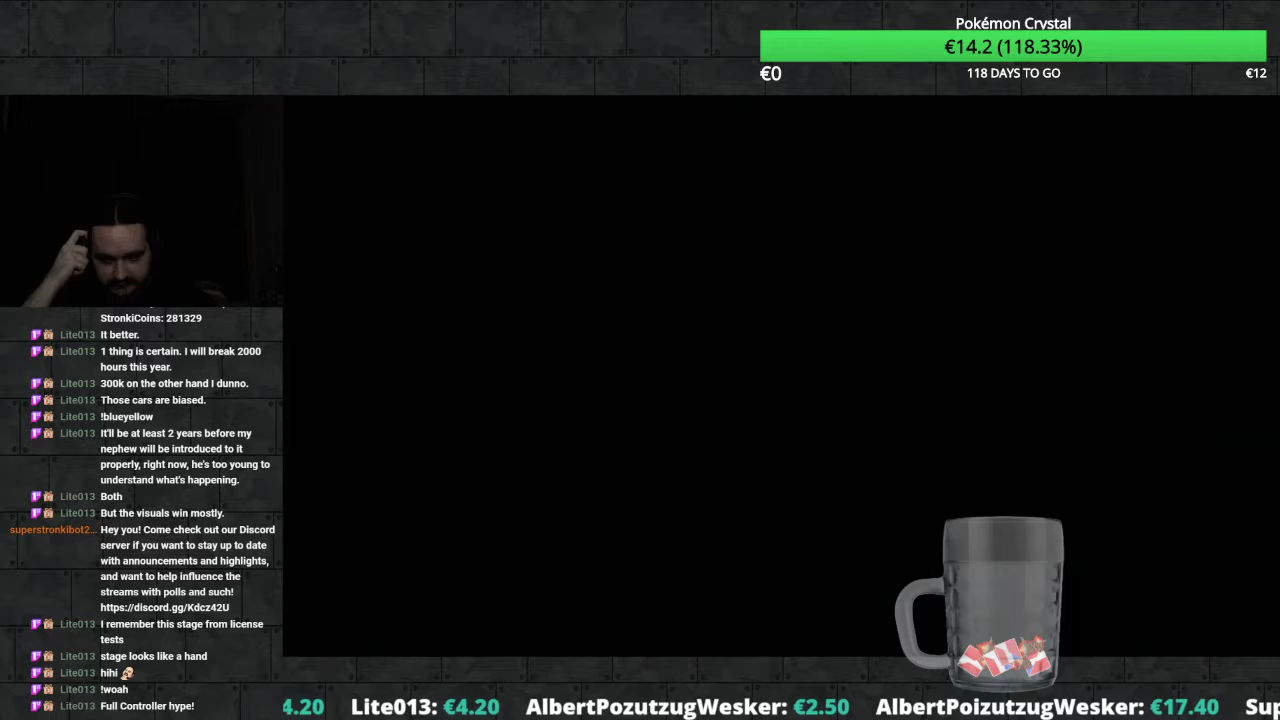 Pokémon Crystal
€14.2 (118.33%)
€0
118 DAYS TO GO
€12
StronkiCoins: 281329
Lite013 It better.
Lite013 1 thing is certain. I will break 2000
hours this year.
Lite013 300k on the other hand I dunno.
Lite013 Those cars are biased.
Lite013 !blueyellow
Lite013 It'll be at least 2 years before my
nephew will be introduced to it
properly, right now, he's too young to
understand what's happening.
Lite013 Both
Lite013 But the visuals win mostly.
superstronkibot2... Hey you! Come check out our Discord
server if you want to stay up to date
with announcements and highlights,
and want to help influence the
streams with polls and such!
https://discord.gg/Kdcz42U
Lite013 I remember this stage from license
tests
Lite013 stage looks like a hand
Lite013 hihi
Lite013 !woah
Lite013 Full Controller hype!
4.20 Lite013: €4.20 AlbertPozutzugWesker: €2.50 AlbertPoizutzugWesker: €17.40 Sup